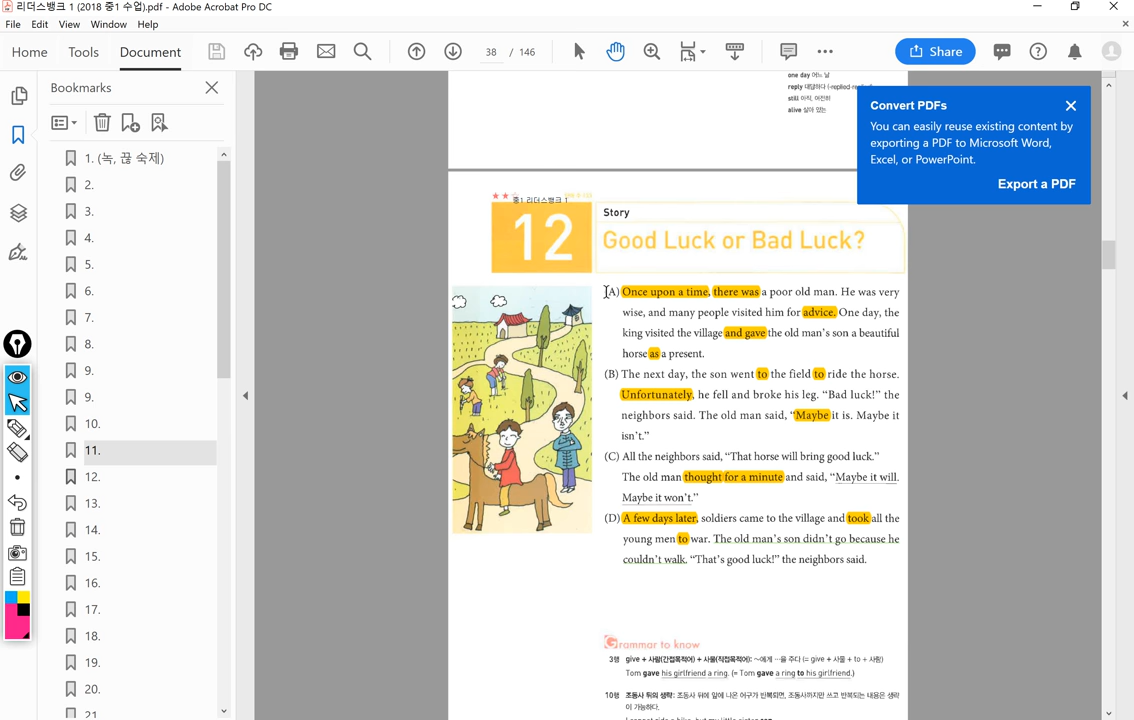 리더스뱅크 1 (2018 중1 수업).pdf - Adobe Acrobat Pro DC
File Edit View Window Help
Home Tools Document 38 / 146 Share
Bookmarks
1. (녹, 끊 숙제)
2.
3.
4.
5.
6.
7.
8.
9.
9.
10.
11.
12.
13.
14.
15.
16.
17.
18.
19.
20.
21
one day 어느 날
reply 대답하다 (-replied-
still 아직, 여전히
alive 살아 있는
Convert PDFs
You can easily reuse existing content by
exporting a PDF to Microsoft Word,
Excel, or PowerPoint.
Export a PDF
중1 리더스뱅크 1
12
Story
Good Luck or Bad Luck?
(A) Once upon a time, there was a poor old man. He was very
wise, and many people visited him for advice. One day, the
king visited the village and gave the old man's son a beautiful
horse as a present.
(B) The next day, the son went to the field to ride the horse.
Unfortunately, he fell and broke his leg. "Bad luck!" the
neighbors said. The old man said, "Maybe it is. Maybe it
isn't."
(C) All the neighbors said, "That horse will bring good luck."
The old man thought for a minute and said, "Maybe it will.
Maybe it won't."
(D) A few days later, soldiers came to the village and took all the
young men to war. The old man's son didn't go because he
couldn't walk. "That's good luck!" the neighbors said.
Grammar to know
3행 give + 사람(간접목적어) + 사물(직접목적어): ~에게 …을 주다 (= give + 사물 + to + 사람)
Tom gave his girlfriend a ring. (= Tom gave a ring to his girlfriend.)
10행 조동사 뒤의 생략: 조동사 뒤에 앞에 나온 어구가 반복되면, 조동사까지만 쓰고 반복되는 내용은 생략
이 가능하다.